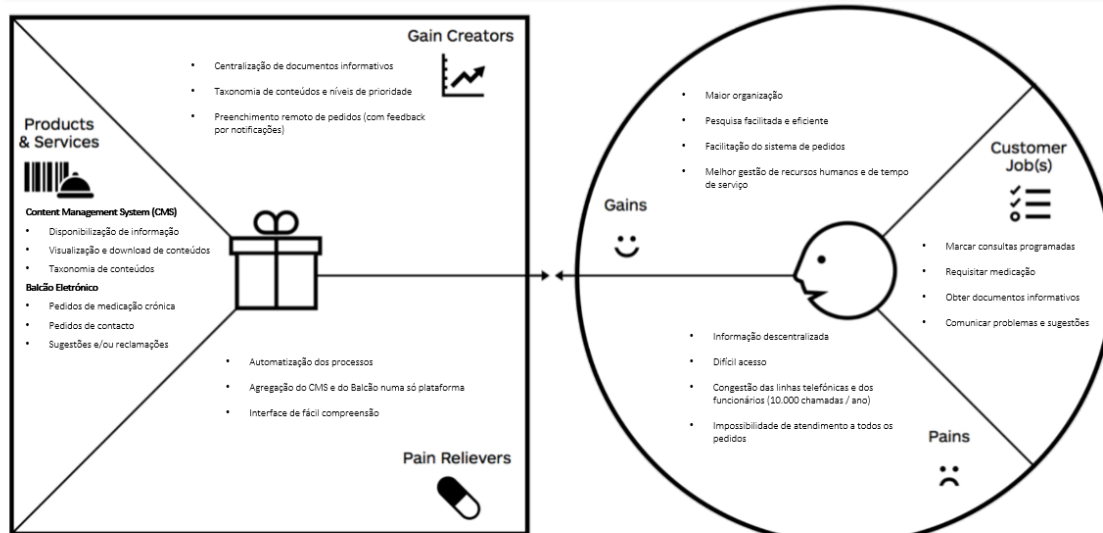 Gain Creators
Centralização de documentos informativos
Taxonomia de conteúdos e níveis de prioridade
Preenchimento remoto de pedidos (com feedback
por notificações)
Products
& Services
Content Management System (CMS)
Disponibilização de informação
Visualização e download de conteúdos
Taxonomia de conteúdos
Balcão Eletrónico
Pedidos de medicação crónica
Pedidos de contacto
Sugestões e/ou reclamações
Automatização dos processos
Agregação do CMS e do Balcão numa só plataforma
Interface de fácil compreensão
Pain Relievers
Maior organização
Pesquisa facilitada e eficiente
Facilitação do sistema de pedidos
Melhor gestão de recursos humanos e de tempo
de serviço
Gains
Customer
Job(s)
Marcar consultas programadas
Requisitar medicação
Obter documentos informativos
Comunicar problemas e sugestões
Informação descentralizada
Difícil acesso
Congestão das linhas telefónicas e dos
funcionários (10.000 chamadas / ano)
Impossibilidade de atendimento a todos os
pedidos
Pains